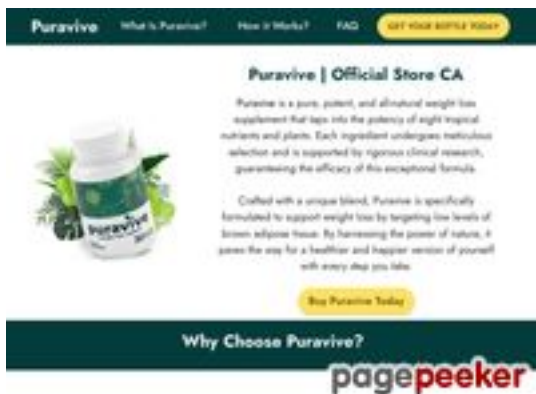 Puravive What is Puravive? How it Works? FAQ GET YOUR BOTTLE TODAY
Puravive | Official Store CA
Puravive is a pure, potent, and all-natural weight loss
supplement that taps into the potency of eight tropical
nutrients and plants. Each ingredient undergoes meticulous
selection and is supported by rigorous clinical research,
guaranteeing the efficacy of this exceptional formula.
Crafted with a unique blend, Puravive is specifically
formulated to support weight loss by targeting low levels of
brown adipose tissue. By harnessing the power of nature, it
paves the way for a healthier and happier version of yourself
with every step you take.
puravive
Buy Puravive Today
Why Choose Puravive?
pagepeeker